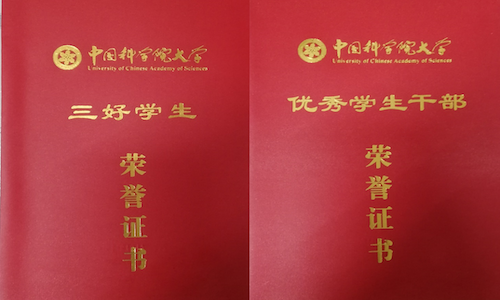 中国科学院大学
University of Chinese Academy of Sciences
三好学生
荣誉证书
中国科学院大学
University of Chinese Academy of Sciences
优秀学生干部
荣誉证书